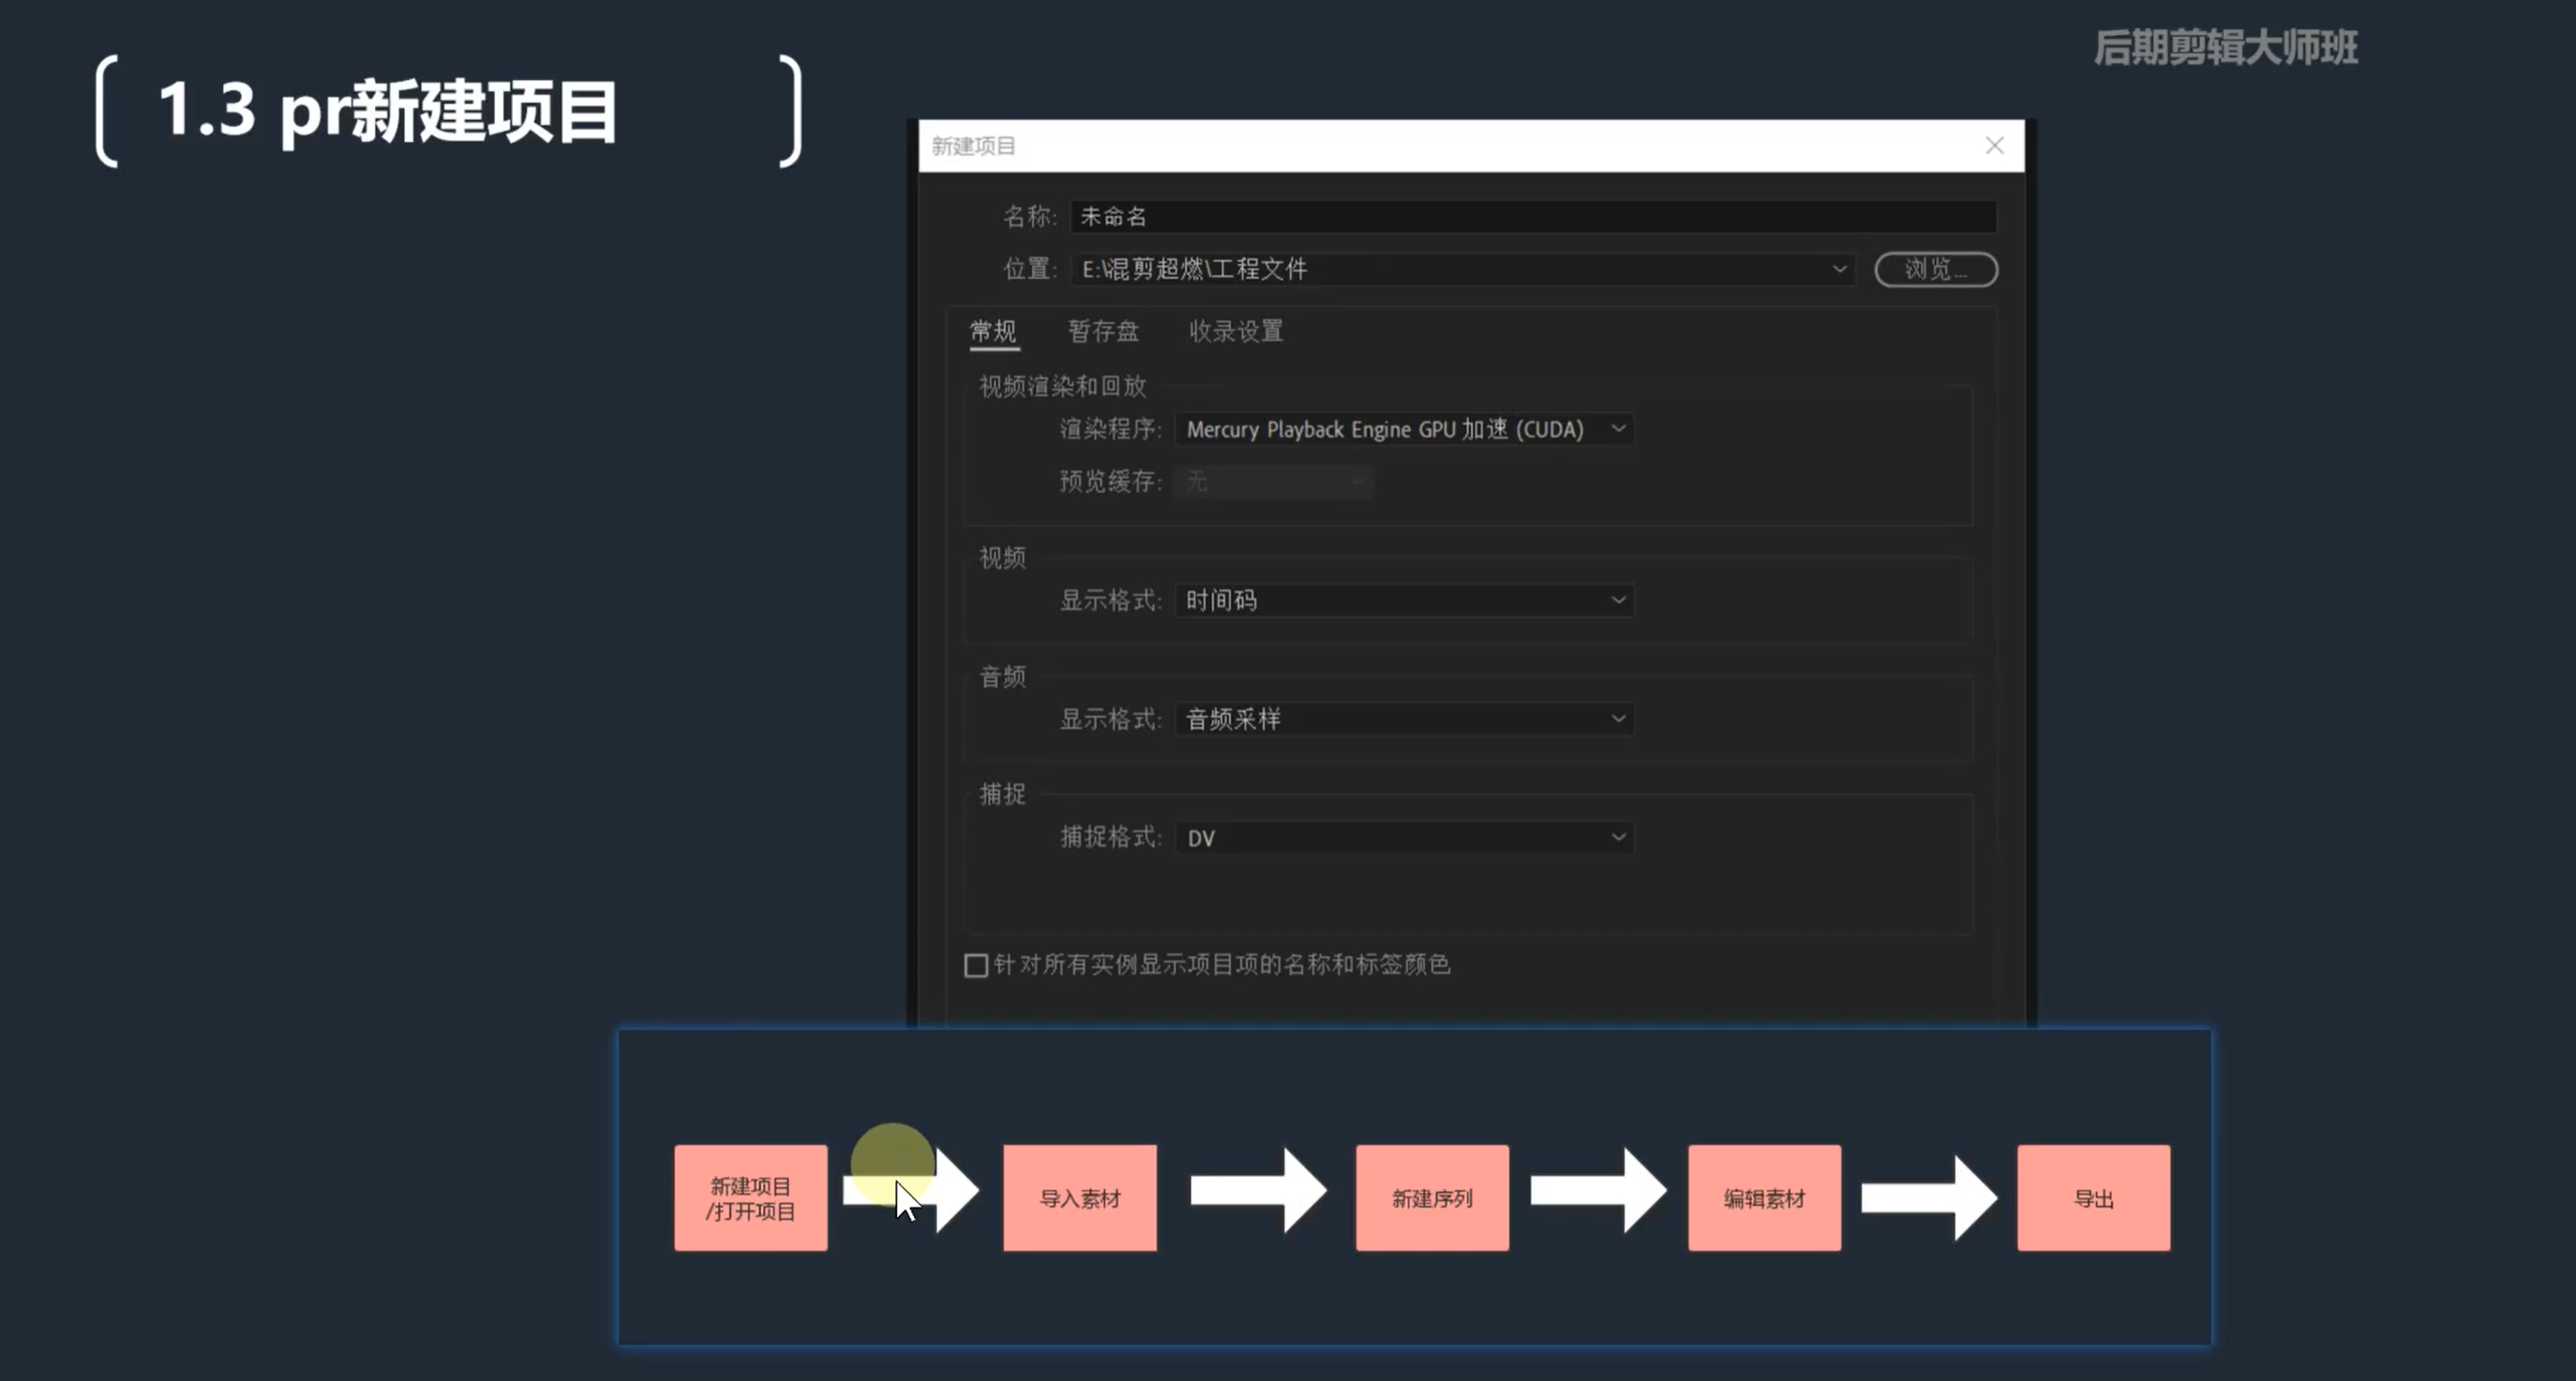 后期剪辑大师班
1.3 pr新建项目
新建项目
名称: 未命名
位置: E:\混剪超燃\工程文件 浏览...
常规 暂存盘 收录设置
视频渲染和回放
渲染程序: Mercury Playback Engine GPU 加速 (CUDA)
预览缓存: 无
视频
显示格式: 时间码
音频
显示格式: 音频采样
捕捉
捕捉格式: DV
针对所有实例显示项目项的名称和标签颜色
新建项目
/打开项目
导入素材
新建序列
编辑素材
导出